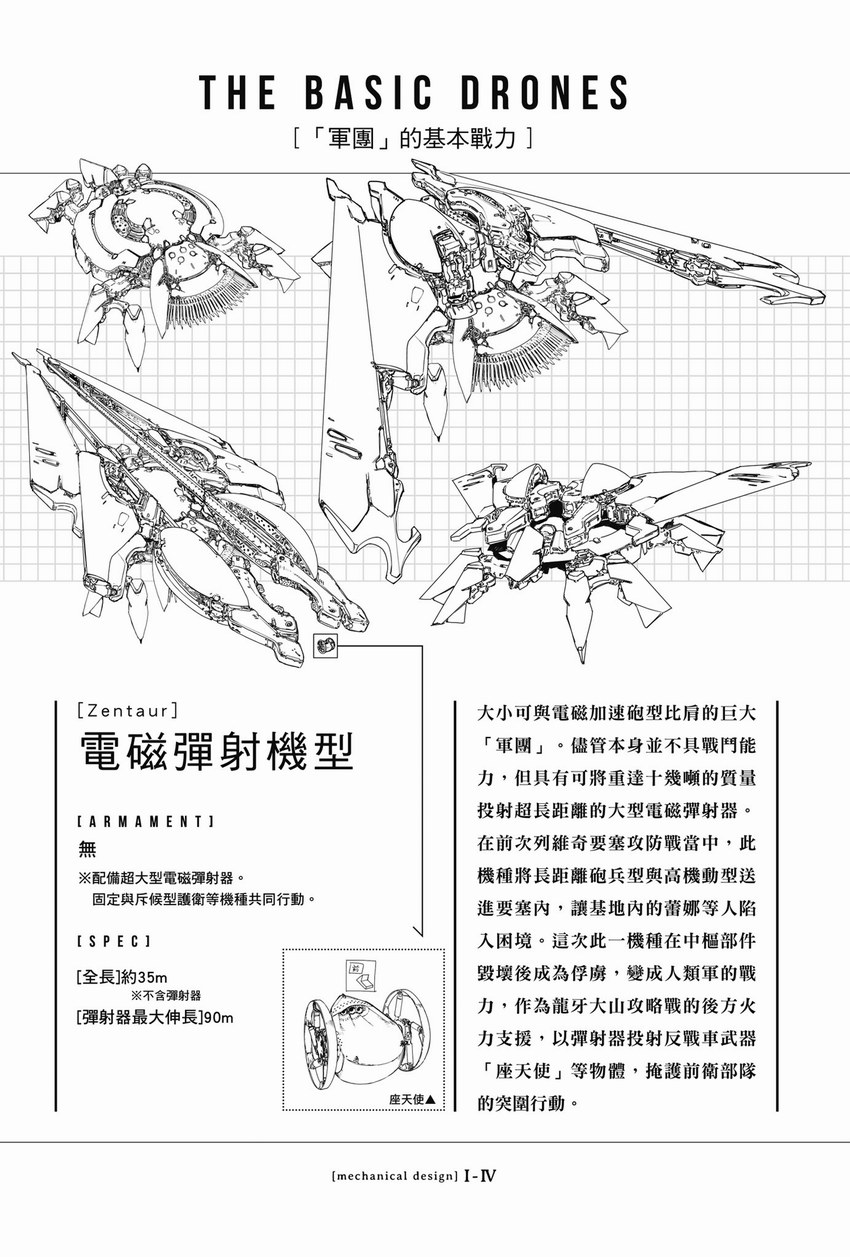 THE BASIC DRONES
[「軍團」的基本戰力]
[Zentaur]
電磁彈射機型
[ARMAMENT]
無
※配備超大型電磁彈射器。
固定與斥候型護衛等機種共同行動。
[SPEC]
[全長]約35m
※不含彈射器
[彈射器最大伸長]90m
座天使▲
大小可與電磁加速砲型比肩的巨大
「軍團」。儘管本身並不具戰鬥能
力，但具有可將重達十幾噸的質量
投射超長距離的大型電磁彈射器。
在前次列維奇要塞攻防戰當中，此
機種將長距離砲兵型與高機動型送
進要塞內，讓基地內的蕾娜等人陷
入困境。這次此一機種在中樞部件
毀壞後成為俘虜，變成人類軍的戰
力，作為龍牙大山攻略戰的後方火
力支援，以彈射器投射反戰車武器
「座天使」等物體，掩護前衛部隊
的突圍行動。
[mechanical design] I-IV